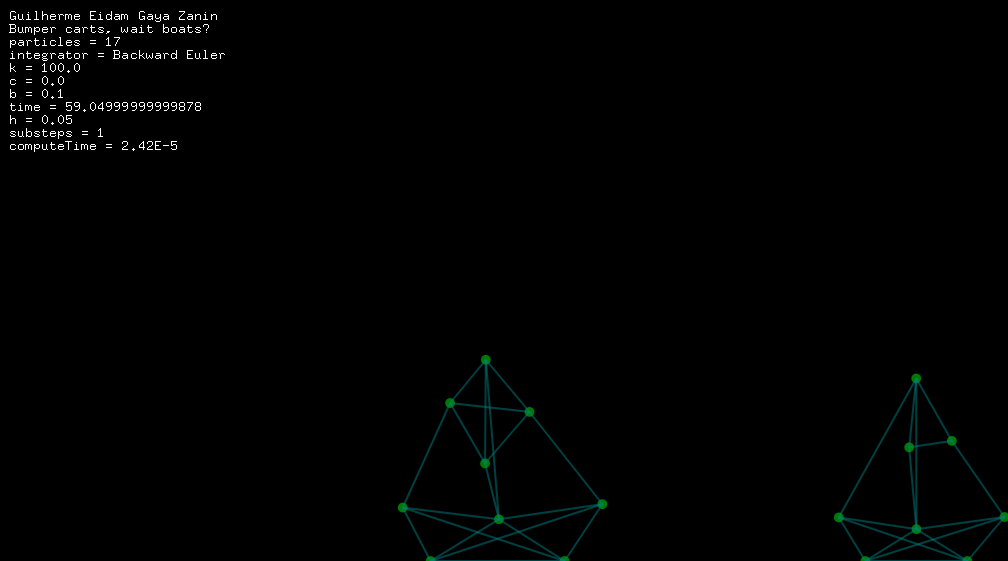 Guilherme Eidam Gaya Zanin
Bumper carts, wait boats?
particles = 17
integrator = Backward Euler
k = 100.0
c = 0.0
b = 0.1
time = 59.04999999999878
h = 0.05
substeps = 1
computeTime = 2.42E-5